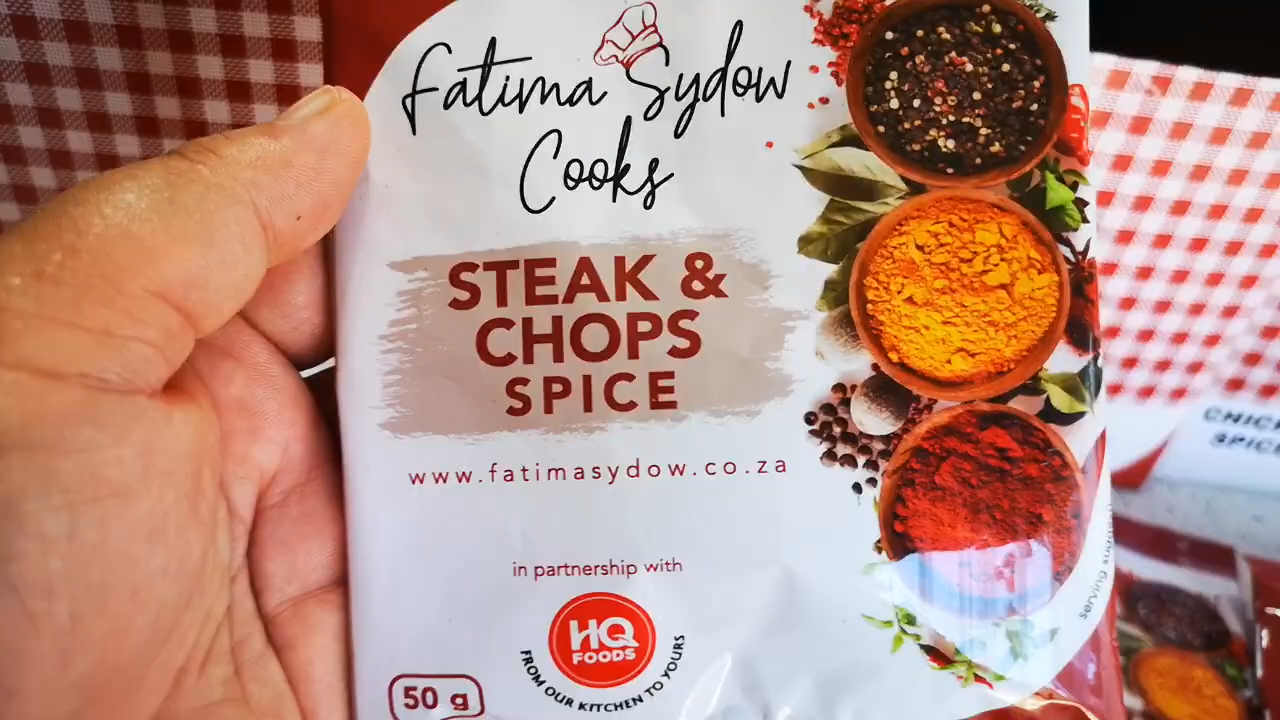 Fatima Sydow
Cooks
STEAK &
CHOPS
SPICE
www.fatimasydow.co.za
in partnership with
HQ
FOODS
FROM OUR KITCHEN TO YOURS
50 g
serving